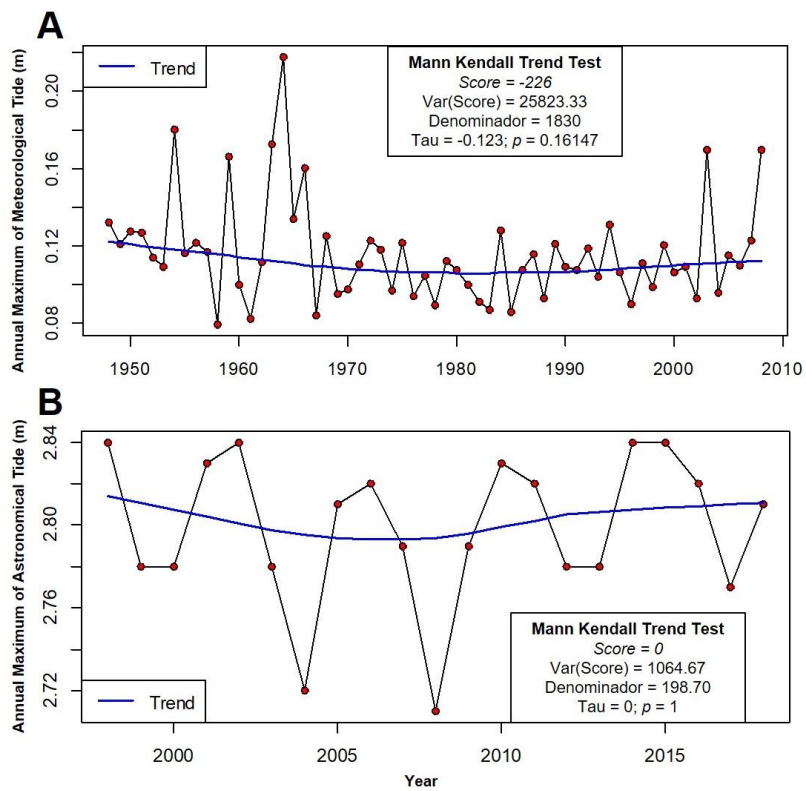 A
Annual Maximum of Meteorological Tide (m)
0.20
0.16
0.12
0.08
Trend
Mann Kendall Trend Test
Score = -226
Var(Score) = 25823.33
Denominador = 1830
Tau = -0.123; p = 0.16147
1950 1960 1970 1980 1990 2000 2010
B
Annual Maximum of Astronomical Tide (m)
2.84
2.80
2.76
2.72
Mann Kendall Trend Test
Score = 0
Var(Score) = 1064.67
Denominador = 198.70
Tau = 0; p = 1
Trend
2000 2005 2010 2015
Year